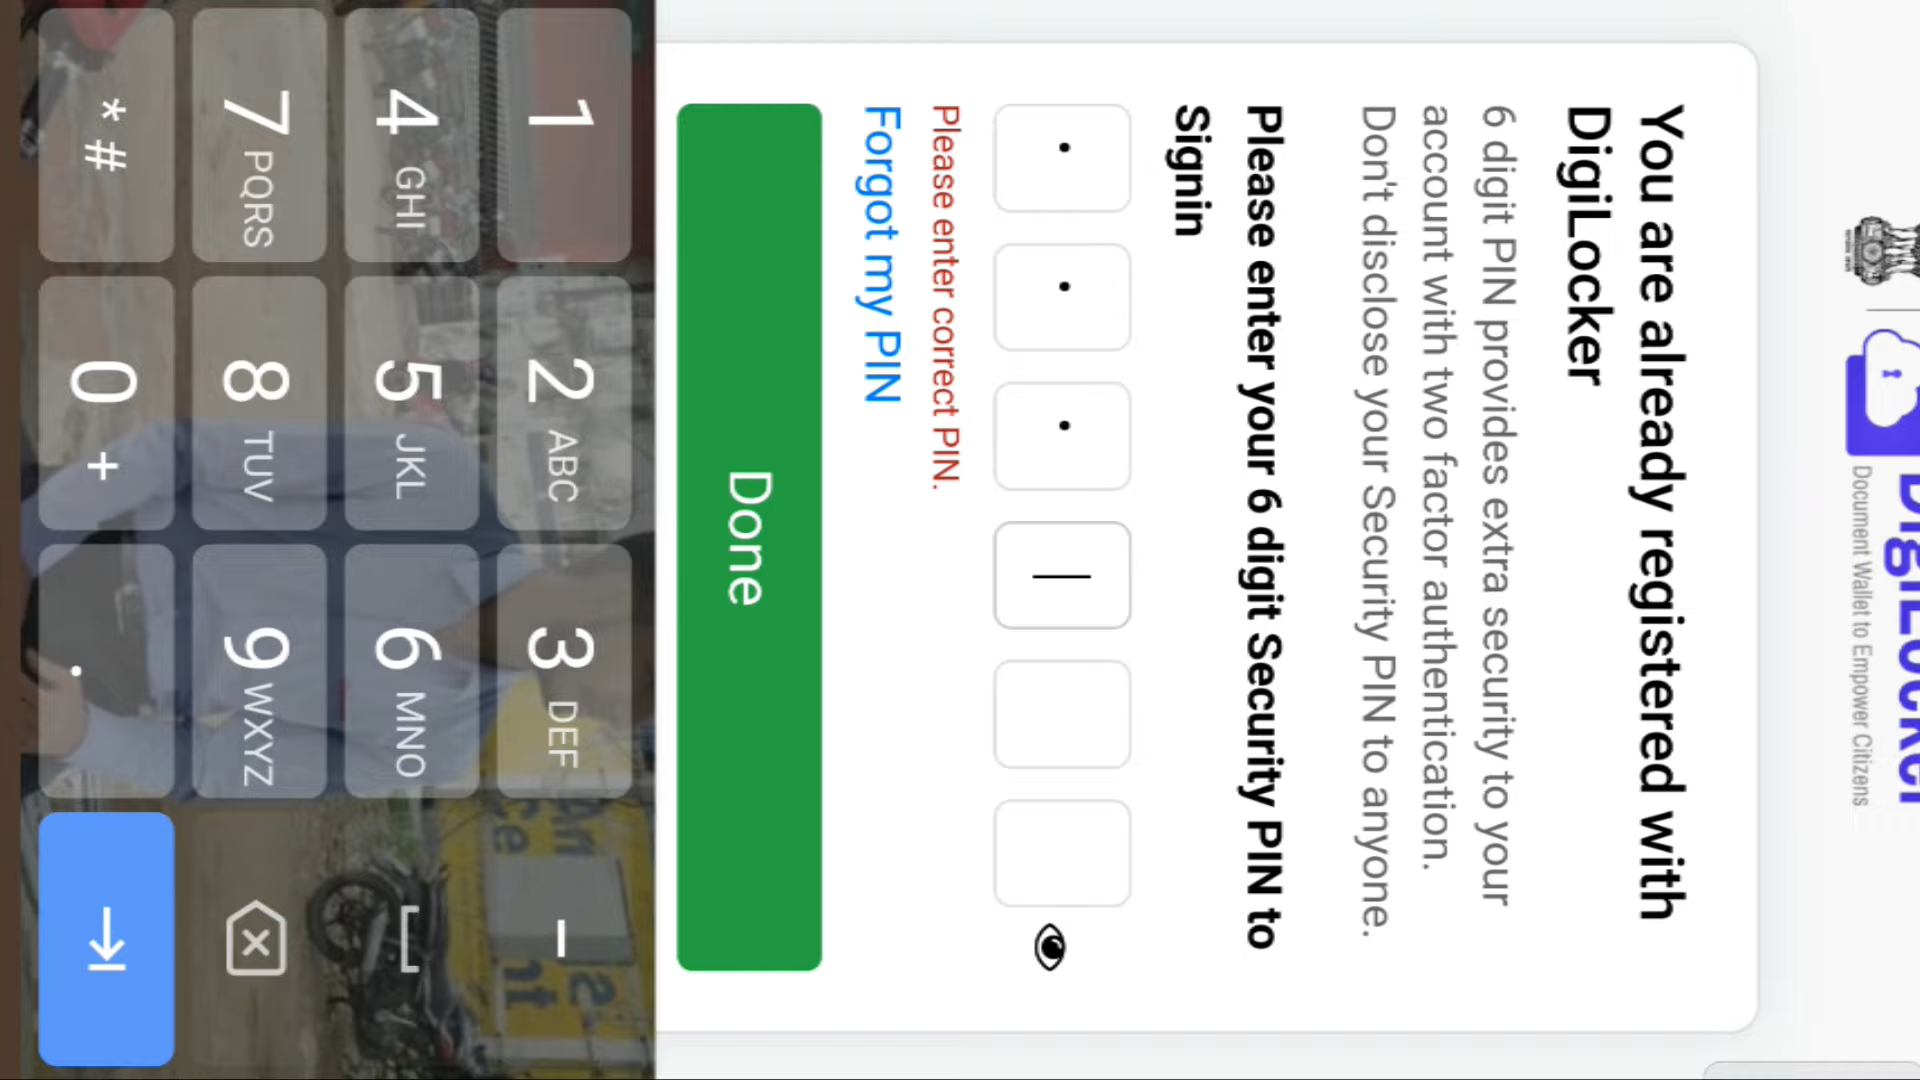 DigiLocker
Document Wallet to Empower Citizens
You are already registered with
DigiLocker
6 digit PIN provides extra security to your
account with two factor authentication.
Don't disclose your Security PIN to anyone.
Please enter your 6 digit Security PIN to
Signin
Please enter correct PIN.
Forgot my PIN
Done
1 2 ABC 3 DEF -
4 GHI 5 JKL 6 MNO
7 PQRS 8 TUV 9 WXYZ
* # 0 + .